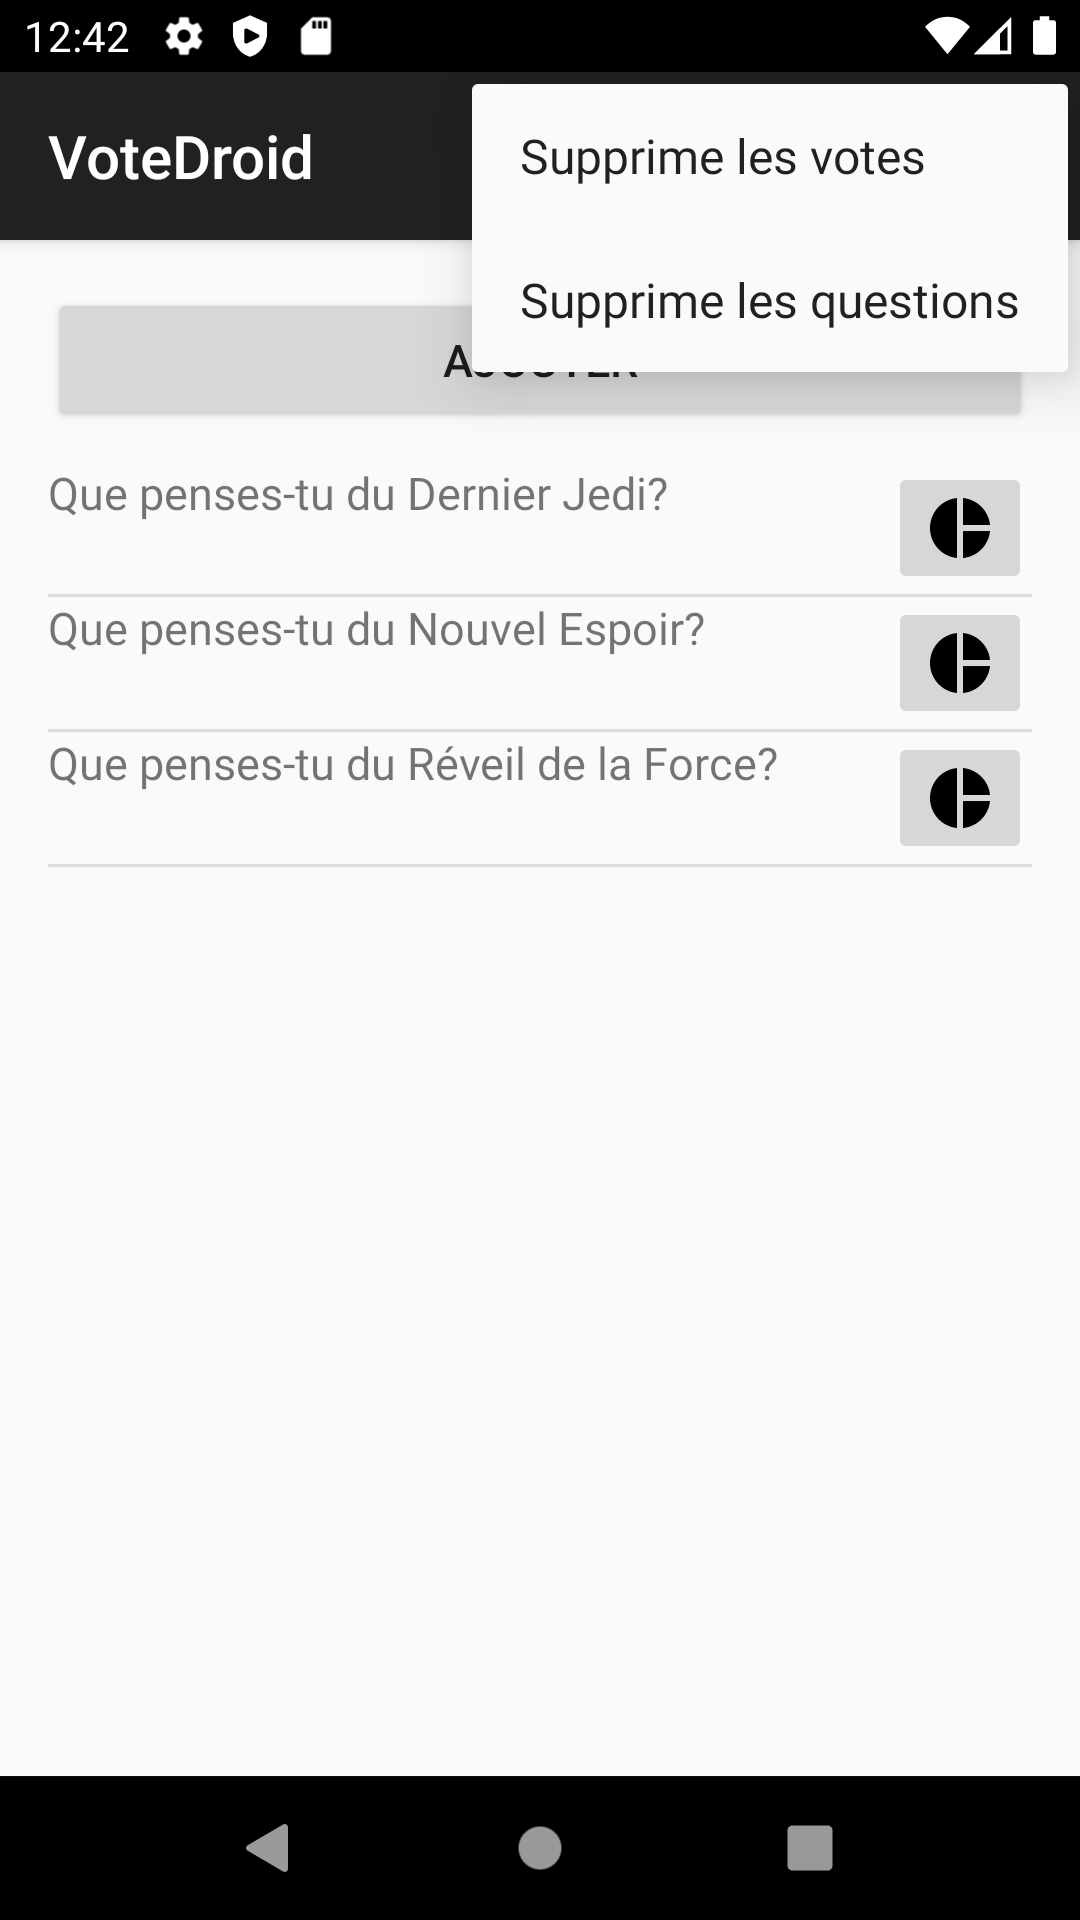 12:42
VoteDroid
Supprime les votes
Supprime les questions
Que penses-tu du Dernier Jedi?
Que penses-tu du Nouvel Espoir?
Que penses-tu du Réveil de la Force?